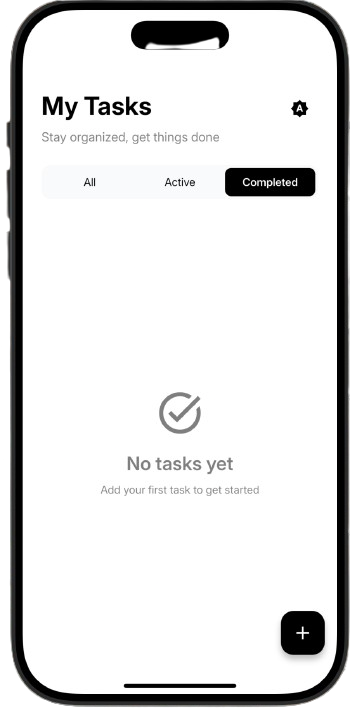 My Tasks
A
Stay organized, get things done
All Active Completed
No tasks yet
Add your first task to get started
+